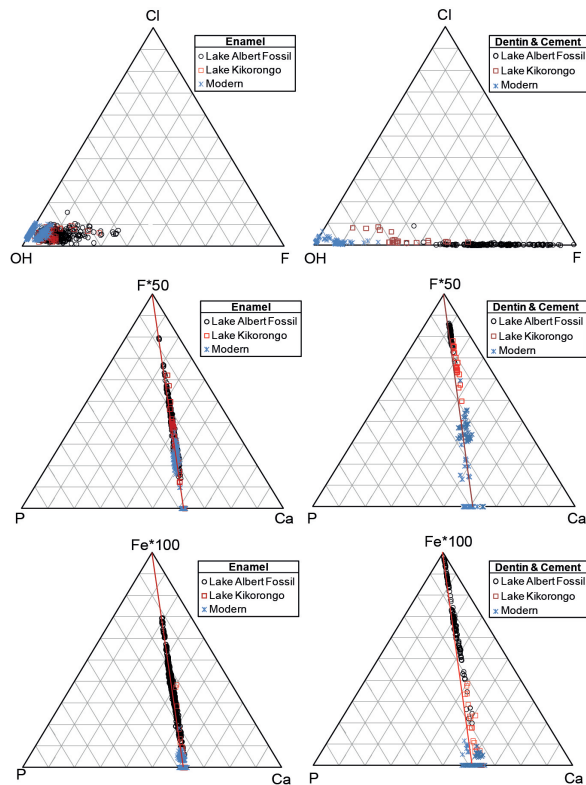 Cl
Enamel
Lake Albert Fossil
Lake Kikorongo
Modern
OH
F
Cl
Dentin & Cement
Lake Albert Fossil
Lake Kikorongo
Modern
OH
F
F*50
Enamel
Lake Albert Fossil
Lake Kikorongo
Modern
P
Ca
F*50
Dentin & Cement
Lake Albert Fossil
Lake Kikorongo
Modern
P
Ca
Fe*100
Enamel
Lake Albert Fossil
Lake Kikorongo
Modern
P
Ca
Fe*100
Dentin & Cement
Lake Albert Fossil
Lake Kikorongo
Modern
P
Ca